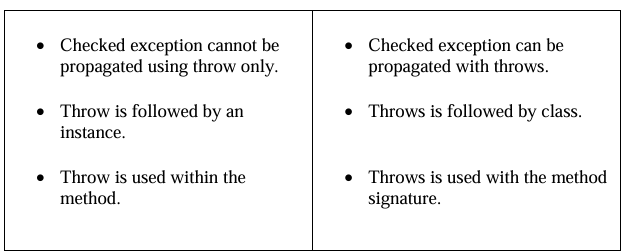 • Checked exception cannot be
propagated using throw only.
• Throw is followed by an
instance.
• Throw is used within the
method.
• Checked exception can be
propagated with throws.
• Throws is followed by class.
• Throws is used with the method
signature.